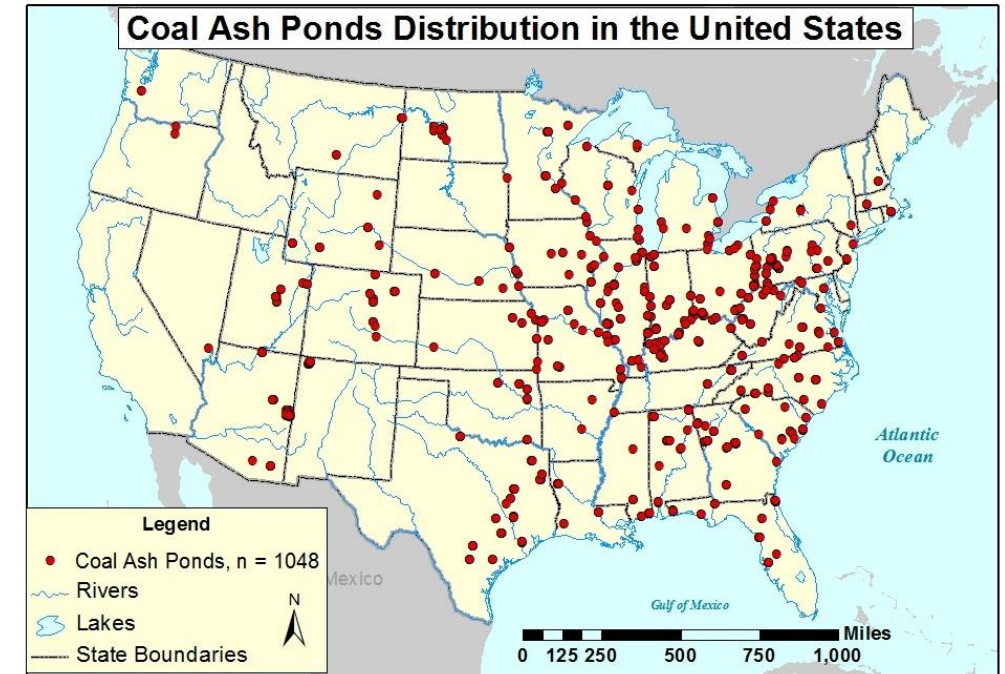 Coal Ash Ponds Distribution in the United States
Atlantic
Ocean
Legend
Coal Ash Ponds, n = 1048
Rivers
Lakes
State Boundaries
N
Mexico
Gulf of Mexico
Miles
0 125 250 500 750 1,000